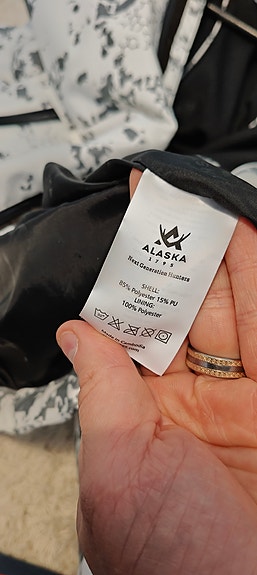 ALASKA
1795
Next Generation Hunters
SHELL:
85% Polyester 15% PU
LINING:
100% Polyester
Made in Cambodia